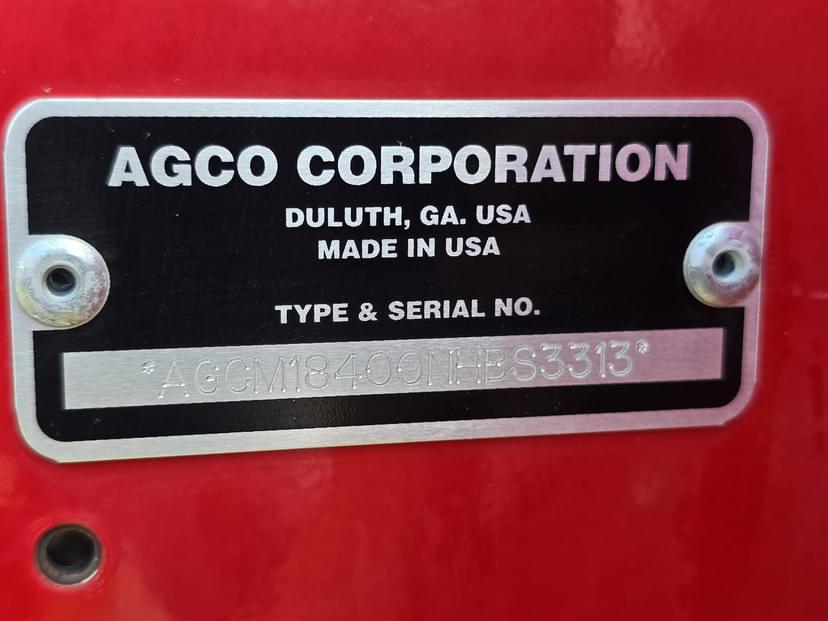 AGCO CORPORATION
DULUTH, GA. USA
MADE IN USA
TYPE & SERIAL NO.
*AGCM18400NHBS3313*